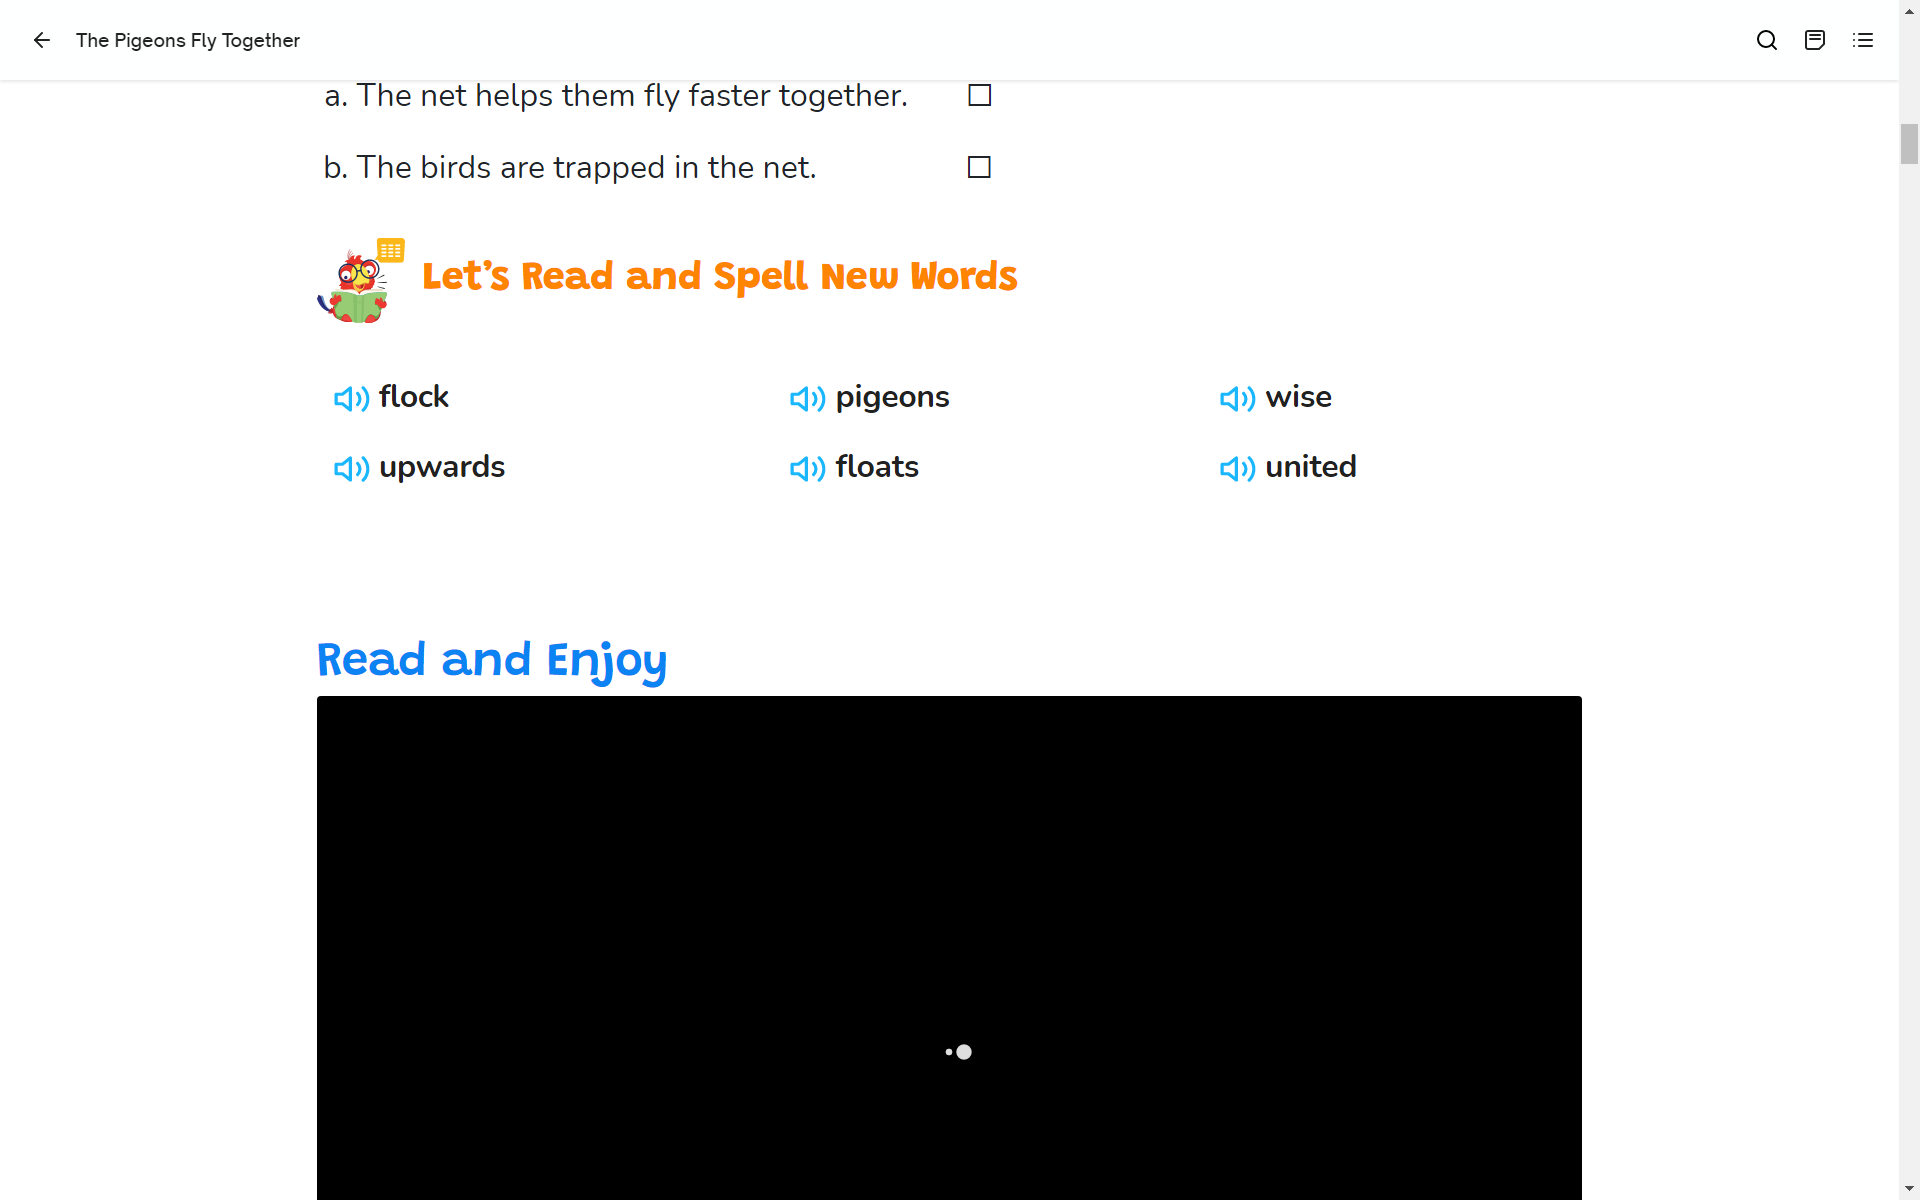 The Pigeons Fly Together
a. The net helps them fly faster together. ☐
b. The birds are trapped in the net. ☐
Let’s Read and Spell New Words
flock pigeons wise
upwards floats united
Read and Enjoy